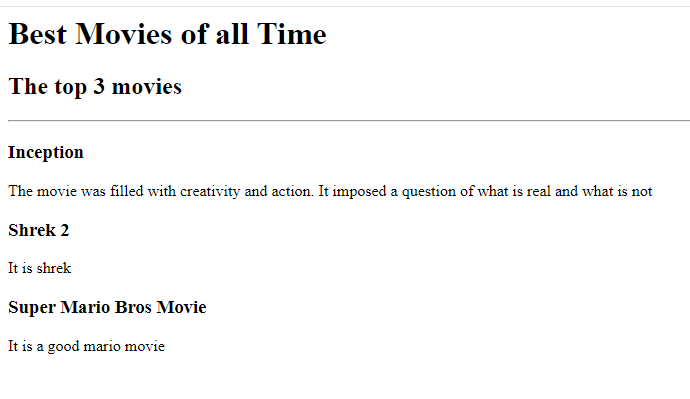 Best Movies of all Time
The top 3 movies
Inception
The movie was filled with creativity and action. It imposed a question of what is real and what is not
Shrek 2
It is shrek
Super Mario Bros Movie
It is a good mario movie